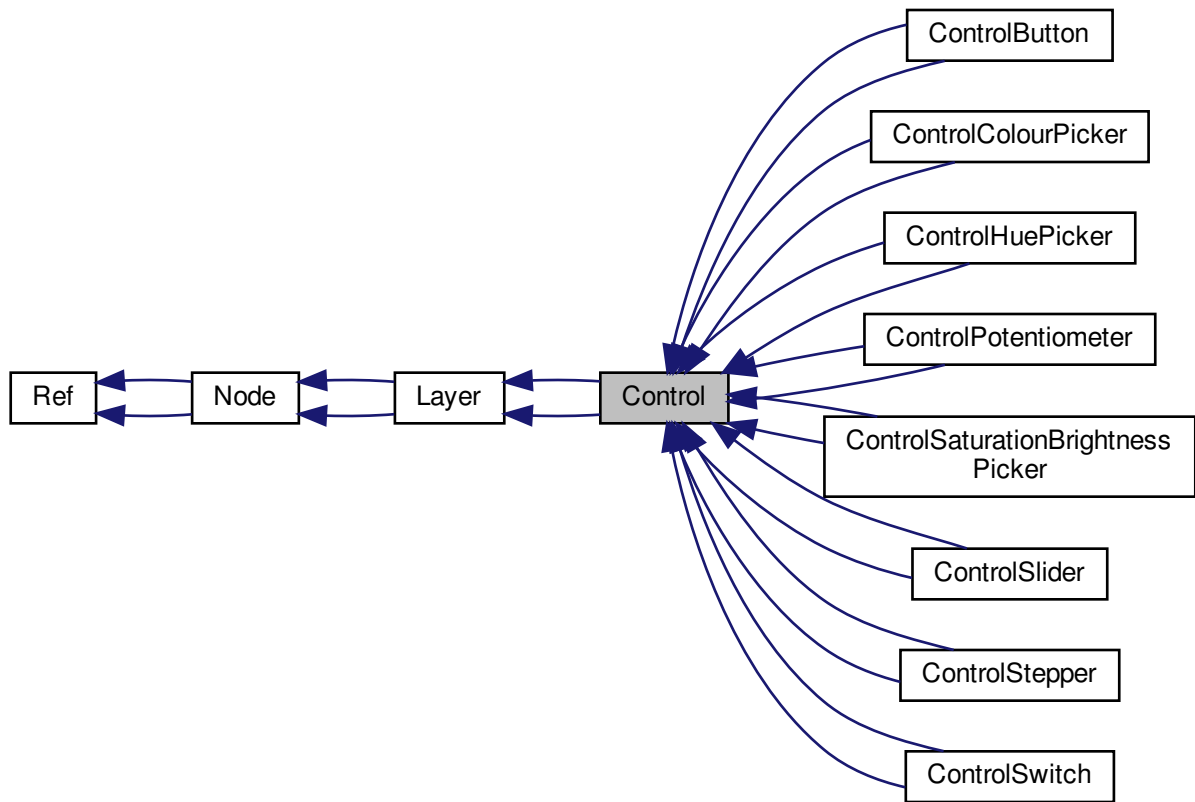 ControlButton
ControlColourPicker
ControlHuePicker
ControlPotentiometer
Ref
Node
Layer
Control
ControlSaturationBrightness
Picker
ControlSlider
ControlStepper
ControlSwitch